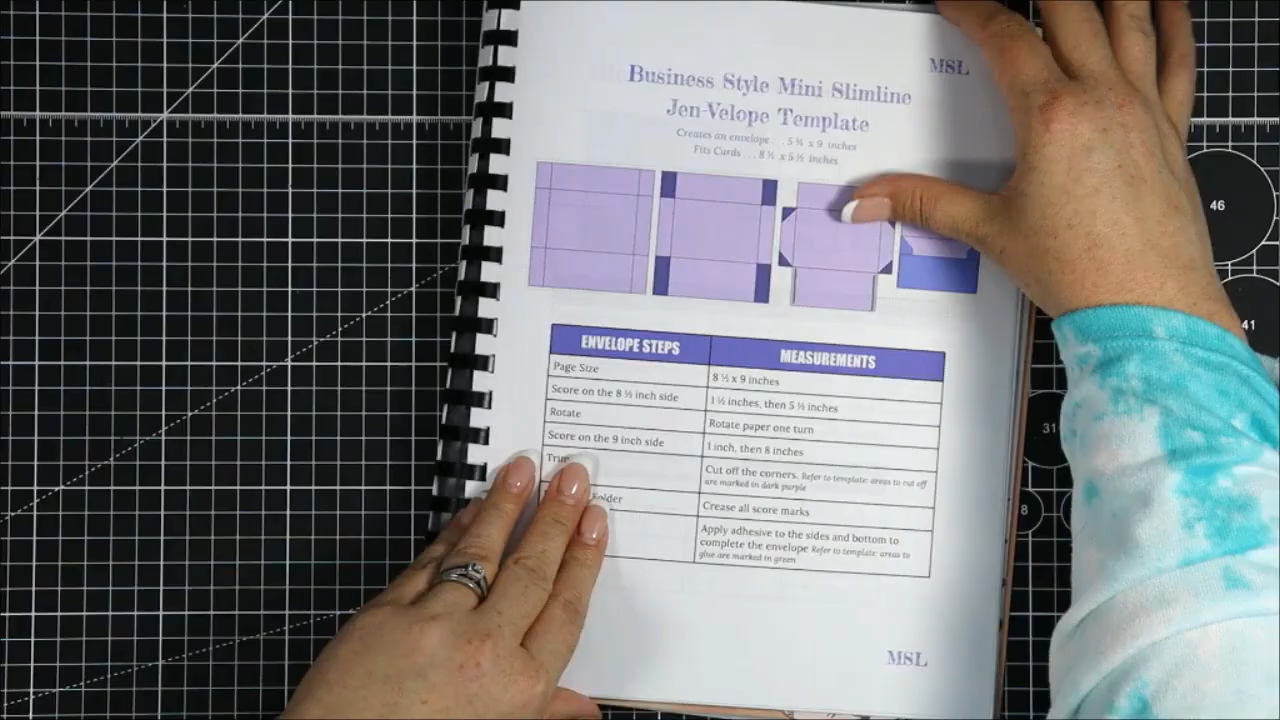 MSL
Business Style Mini Slimline
Jen-Velope Template
Creates an envelope . . . 5 ¾ x 9 inches
Fits Cards . . . 8 ½ x 5 ½ inches
ENVELOPE STEPS MEASUREMENTS
Page Size 8 ½ x 9 inches
Score on the 8 ½ inch side 1 ½ inches, then 5 ½ inches
Rotate Rotate paper one turn
Score on the 9 inch side 1 inch, then 8 inches
Trim Cut off the corners. Refer to template: areas to cut off
are marked in dark purple
Folder Crease all score marks
Apply adhesive to the sides and bottom to
complete the envelope Refer to template: areas to
glue are marked in green
MSL
46
41
31
8